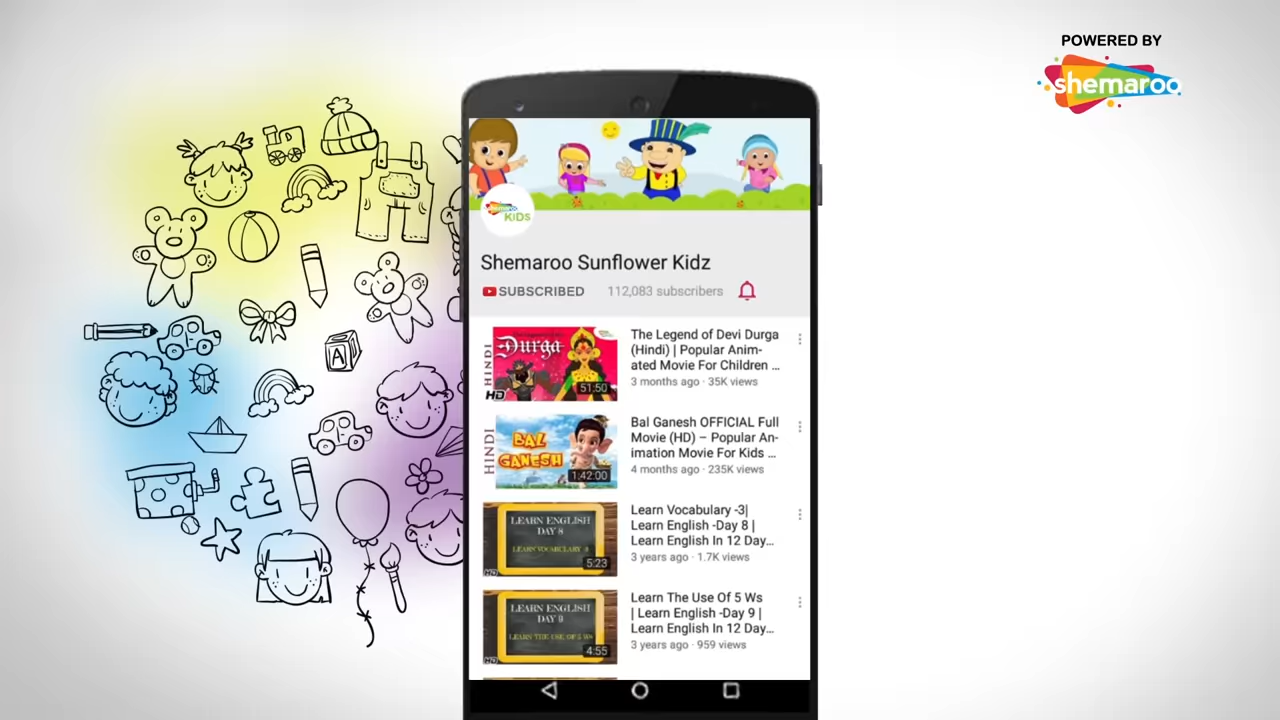 POWERED BY
shemaroo
shemaroo
KIDS
Shemaroo Sunflower Kidz
SUBSCRIBED 112,083 subscribers
HINDI
Durga
51:50
HD
The Legend of Devi Durga
(Hindi) | Popular Anim-
ated Movie For Children ...
3 months ago · 35K views
HINDI
BAL
GANESH
1:42:00
Bal Ganesh OFFICIAL Full
Movie (HD) – Popular An-
imation Movie For Kids ...
4 months ago · 235K views
LEARN ENGLISH
DAY 8
LEARN VOCABULARY -3
5:23
HD
Learn Vocabulary -3|
Learn English -Day 8 |
Learn English In 12 Day...
3 years ago · 1.7K views
LEARN ENGLISH
DAY 9
LEARN THE USE OF 5 WS
4:55
HD
Learn The Use Of 5 Ws
| Learn English -Day 9 |
Learn English In 12 Day...
3 years ago · 959 views
A